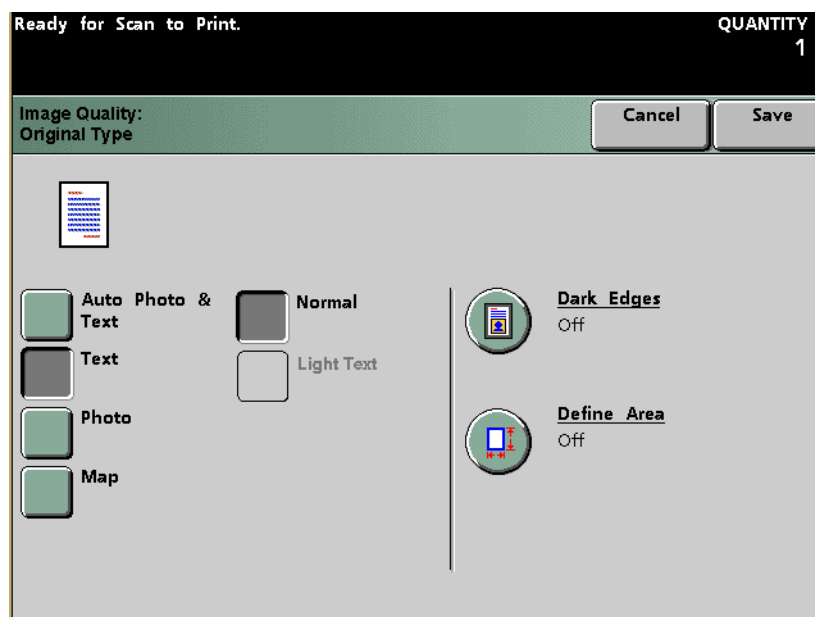 Ready for Scan to Print.
QUANTITY
1
Image Quality:
Original Type
Cancel
Save
Auto Photo &
Text
Text
Photo
Map
Normal
Light Text
Dark Edges
Off
Define Area
Off